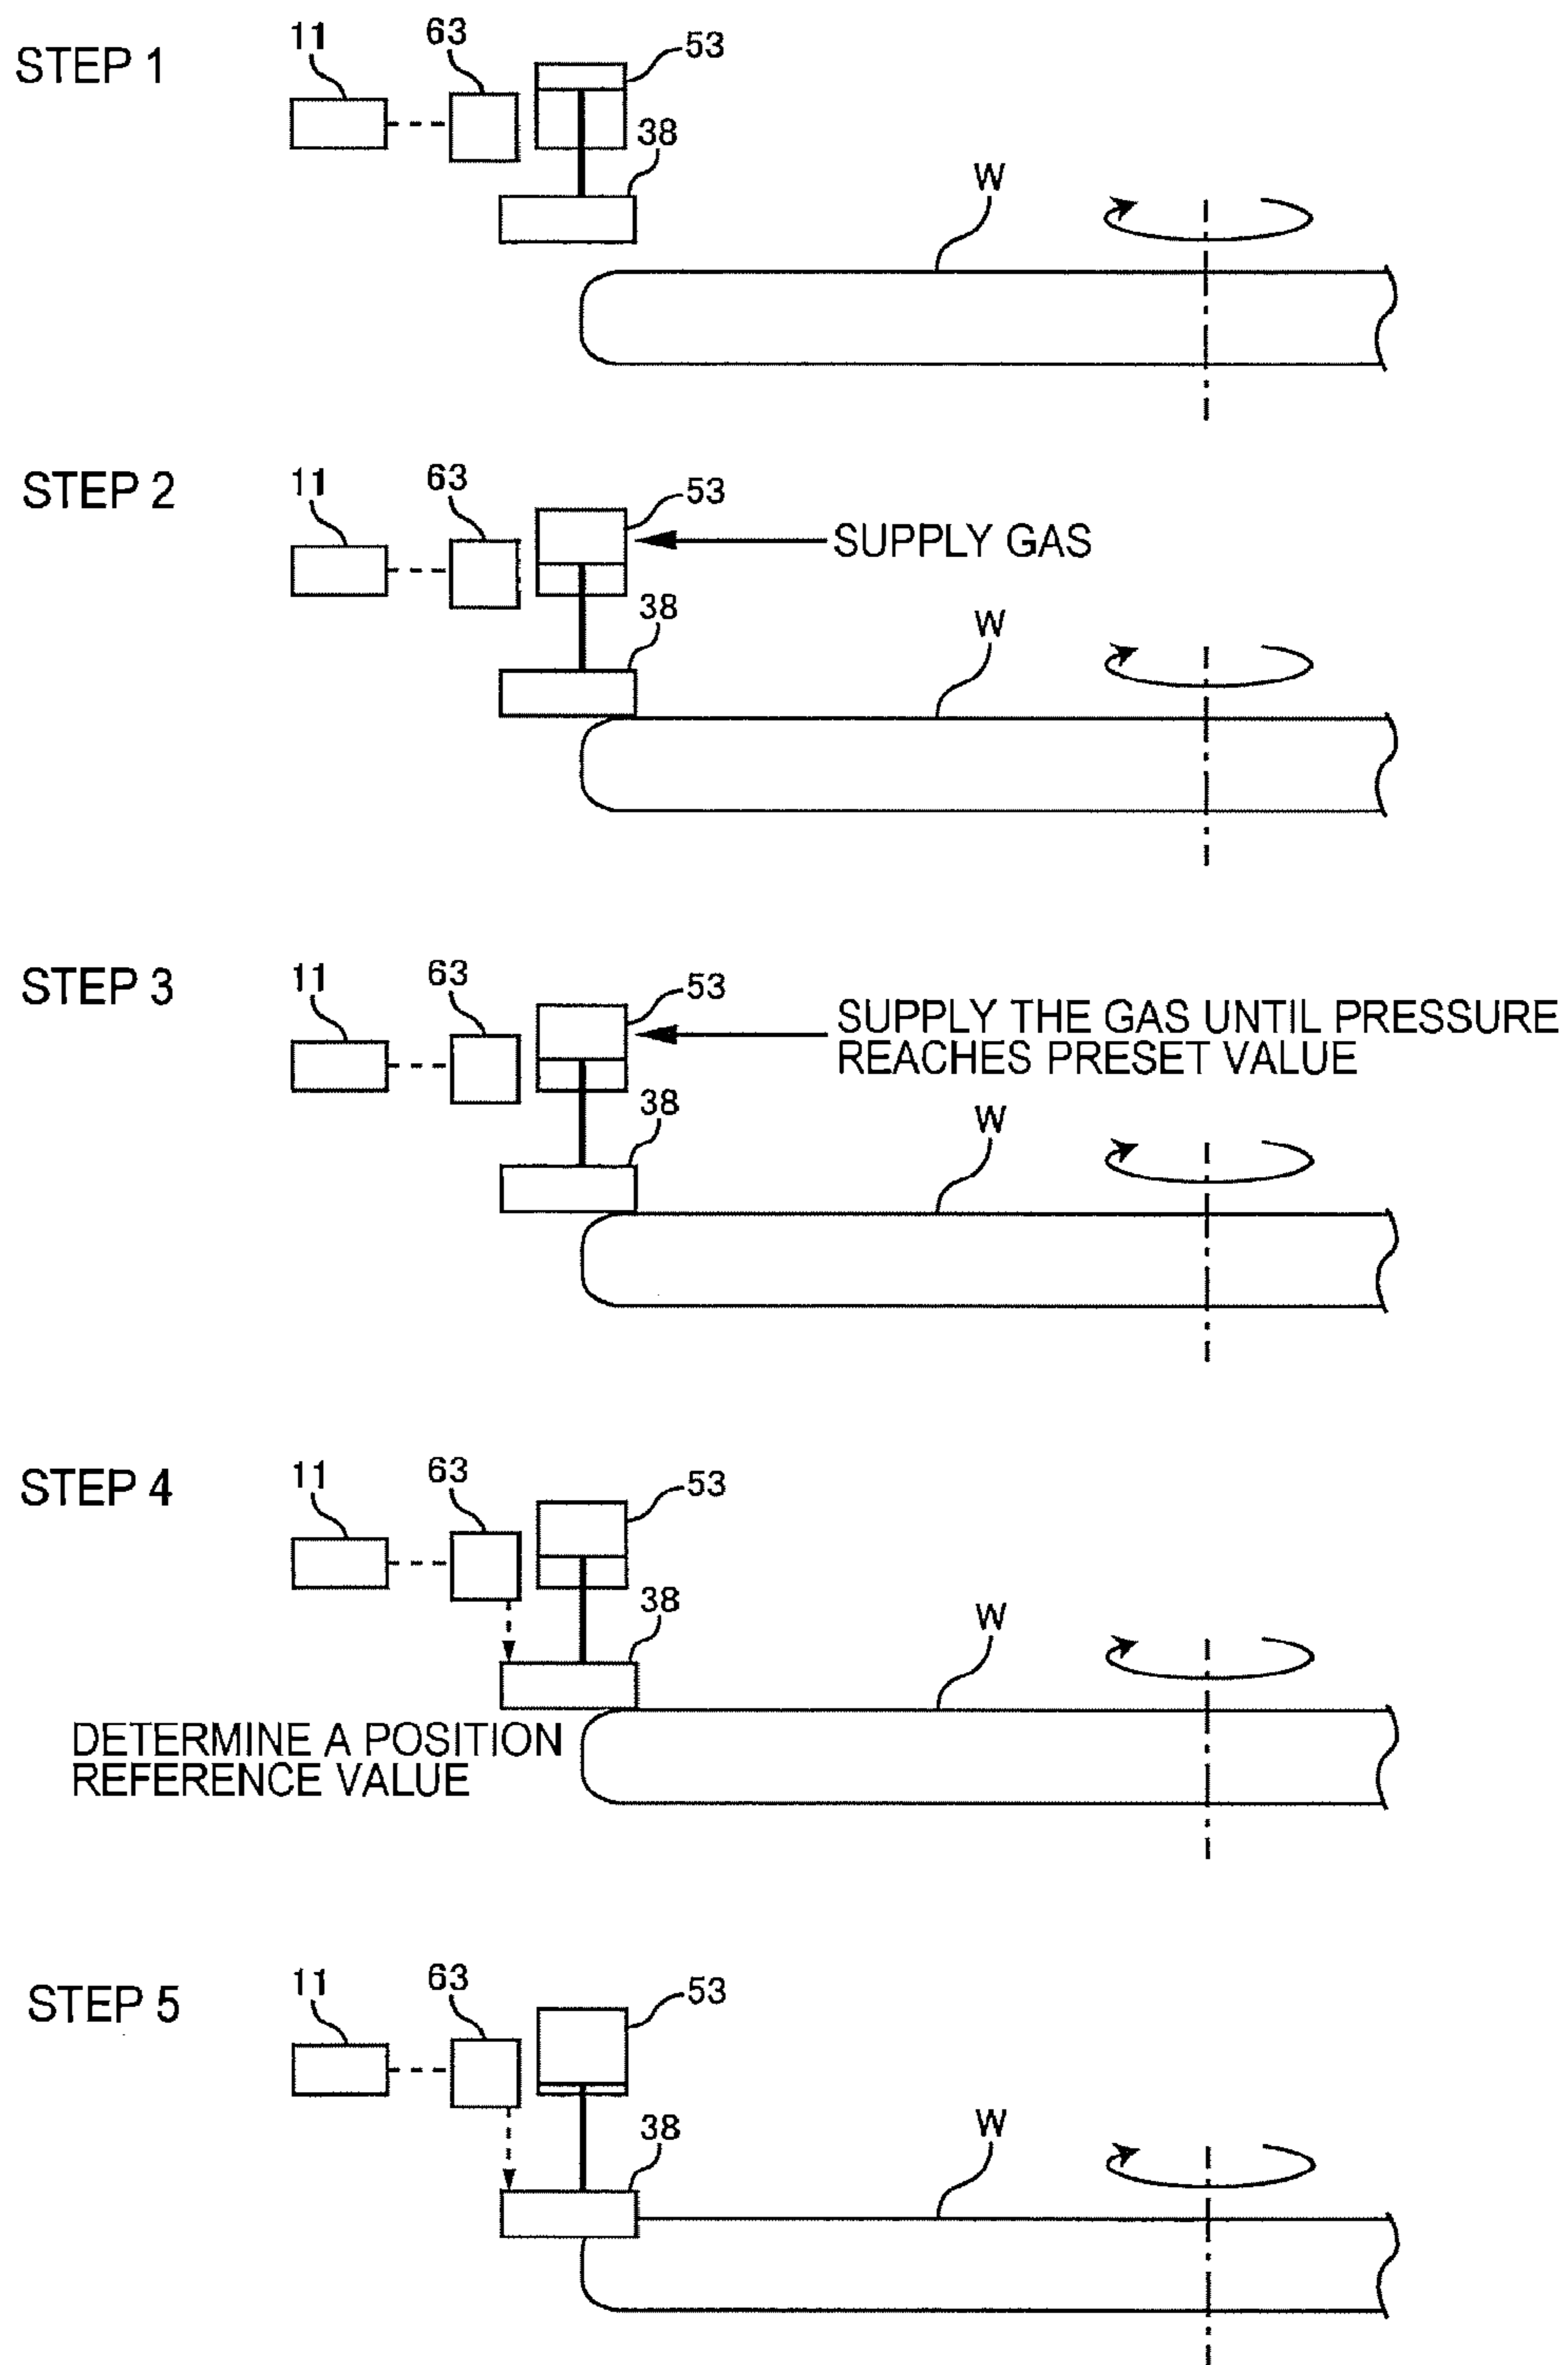 STEP 1
11
63
53
38
W
STEP 2
11
63
53
SUPPLY GAS
38
W
STEP 3
11
63
53
SUPPLY THE GAS UNTIL PRESSURE
REACHES PRESET VALUE
38
W
STEP 4
11
63
53
38
W
DETERMINE A POSITION
REFERENCE VALUE
STEP 5
11
63
53
38
W